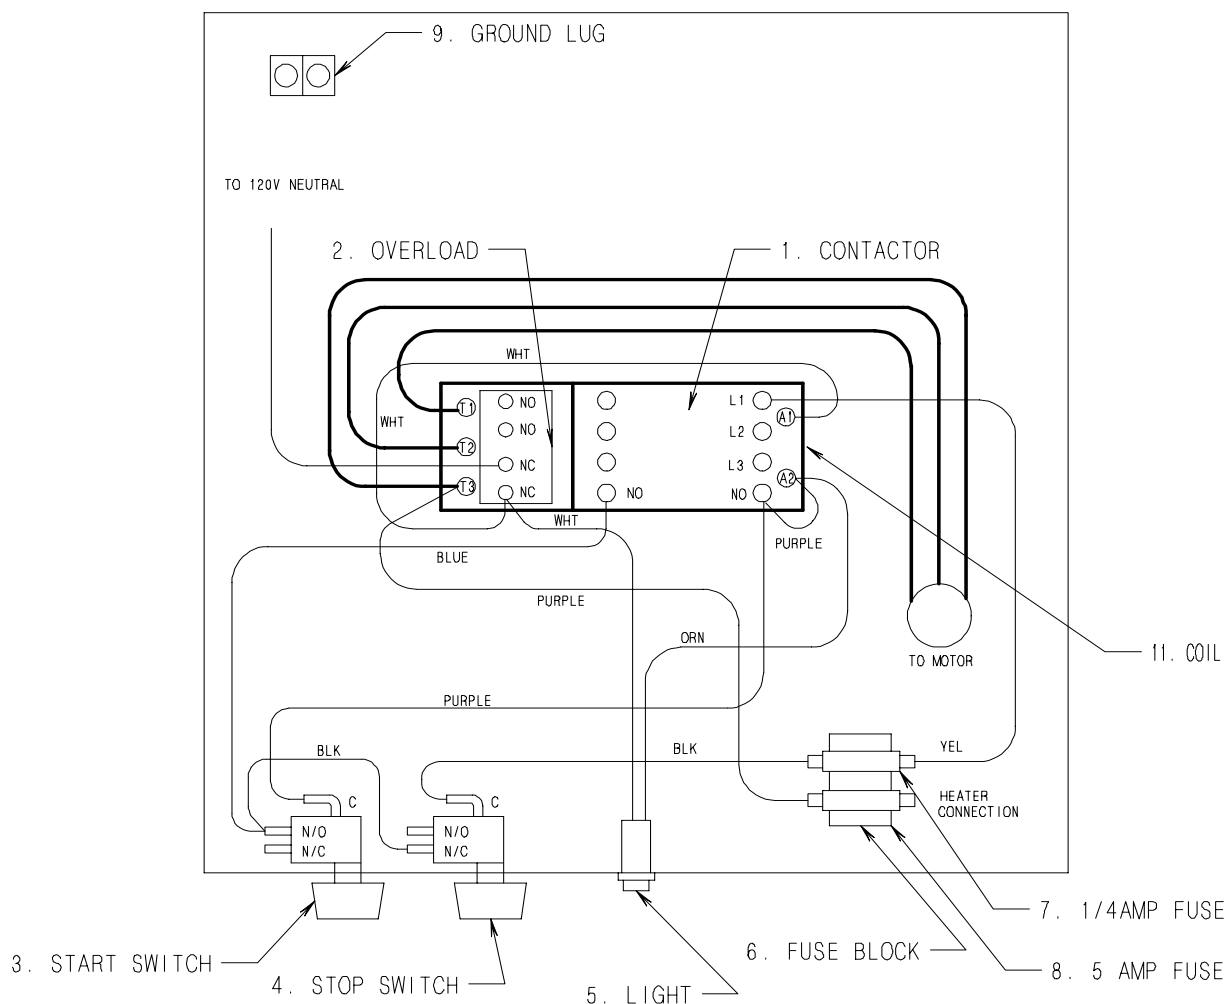 9. GROUND LUG
TO 120V NEUTRAL
2. OVERLOAD
1. CONTACTOR
WHT
WHT
T1
NO
L1
A1
NO
T2
L2
NC
L3
T3
NC
NO
NO
A2
WHT
BLUE
PURPLE
PURPLE
ORN
TO MOTOR
11. COIL
PURPLE
BLK
BLK
YEL
C
C
HEATER
CONNECTION
N/O
N/C
N/O
N/C
7. 1/4AMP FUSE
6. FUSE BLOCK
3. START SWITCH
8. 5 AMP FUSE
4. STOP SWITCH
5. LIGHT